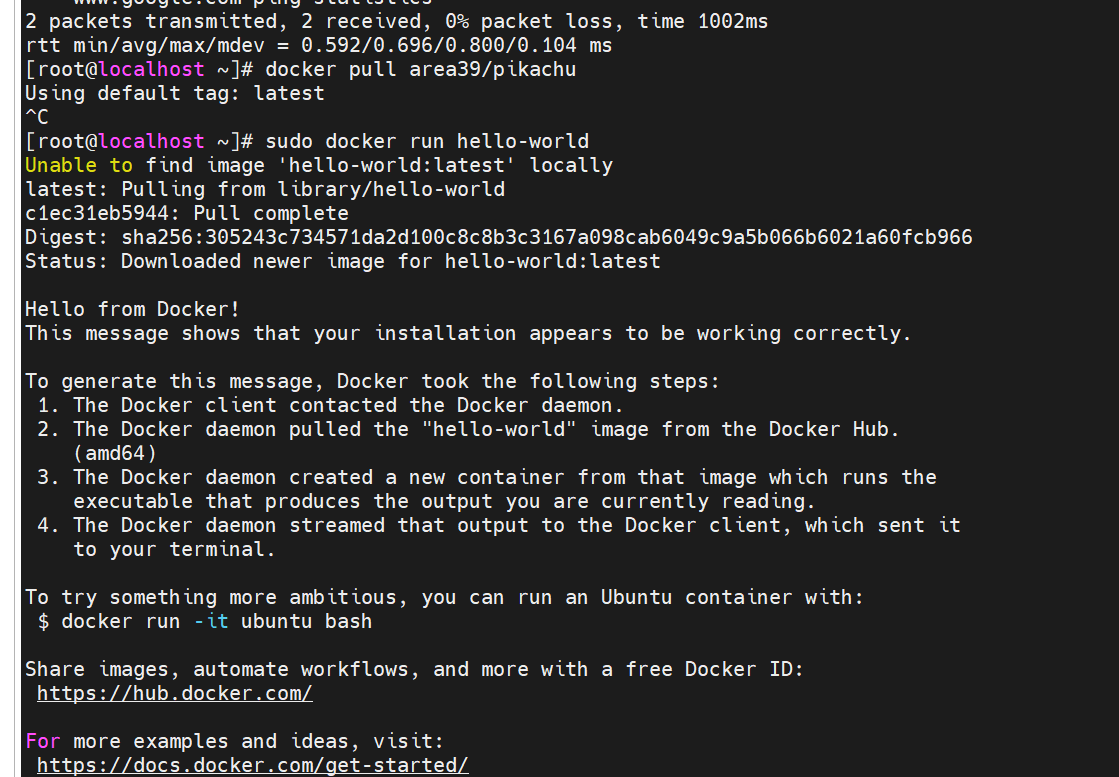 www.google.com ping statistics
2 packets transmitted, 2 received, 0% packet loss, time 1002ms
rtt min/avg/max/mdev = 0.592/0.696/0.800/0.104 ms
[root@localhost ~]# docker pull area39/pikachu
Using default tag: latest
^C
[root@localhost ~]# sudo docker run hello-world
Unable to find image 'hello-world:latest' locally
latest: Pulling from library/hello-world
c1ec31eb5944: Pull complete
Digest: sha256:305243c734571da2d100c8c8b3c3167a098cab6049c9a5b066b6021a60fcb966
Status: Downloaded newer image for hello-world:latest

Hello from Docker!
This message shows that your installation appears to be working correctly.

To generate this message, Docker took the following steps:
 1. The Docker client contacted the Docker daemon.
 2. The Docker daemon pulled the "hello-world" image from the Docker Hub.
    (amd64)
 3. The Docker daemon created a new container from that image which runs the
    executable that produces the output you are currently reading.
 4. The Docker daemon streamed that output to the Docker client, which sent it
    to your terminal.

To try something more ambitious, you can run an Ubuntu container with:
 $ docker run -it ubuntu bash

Share images, automate workflows, and more with a free Docker ID:
 https://hub.docker.com/

For more examples and ideas, visit:
 https://docs.docker.com/get-started/